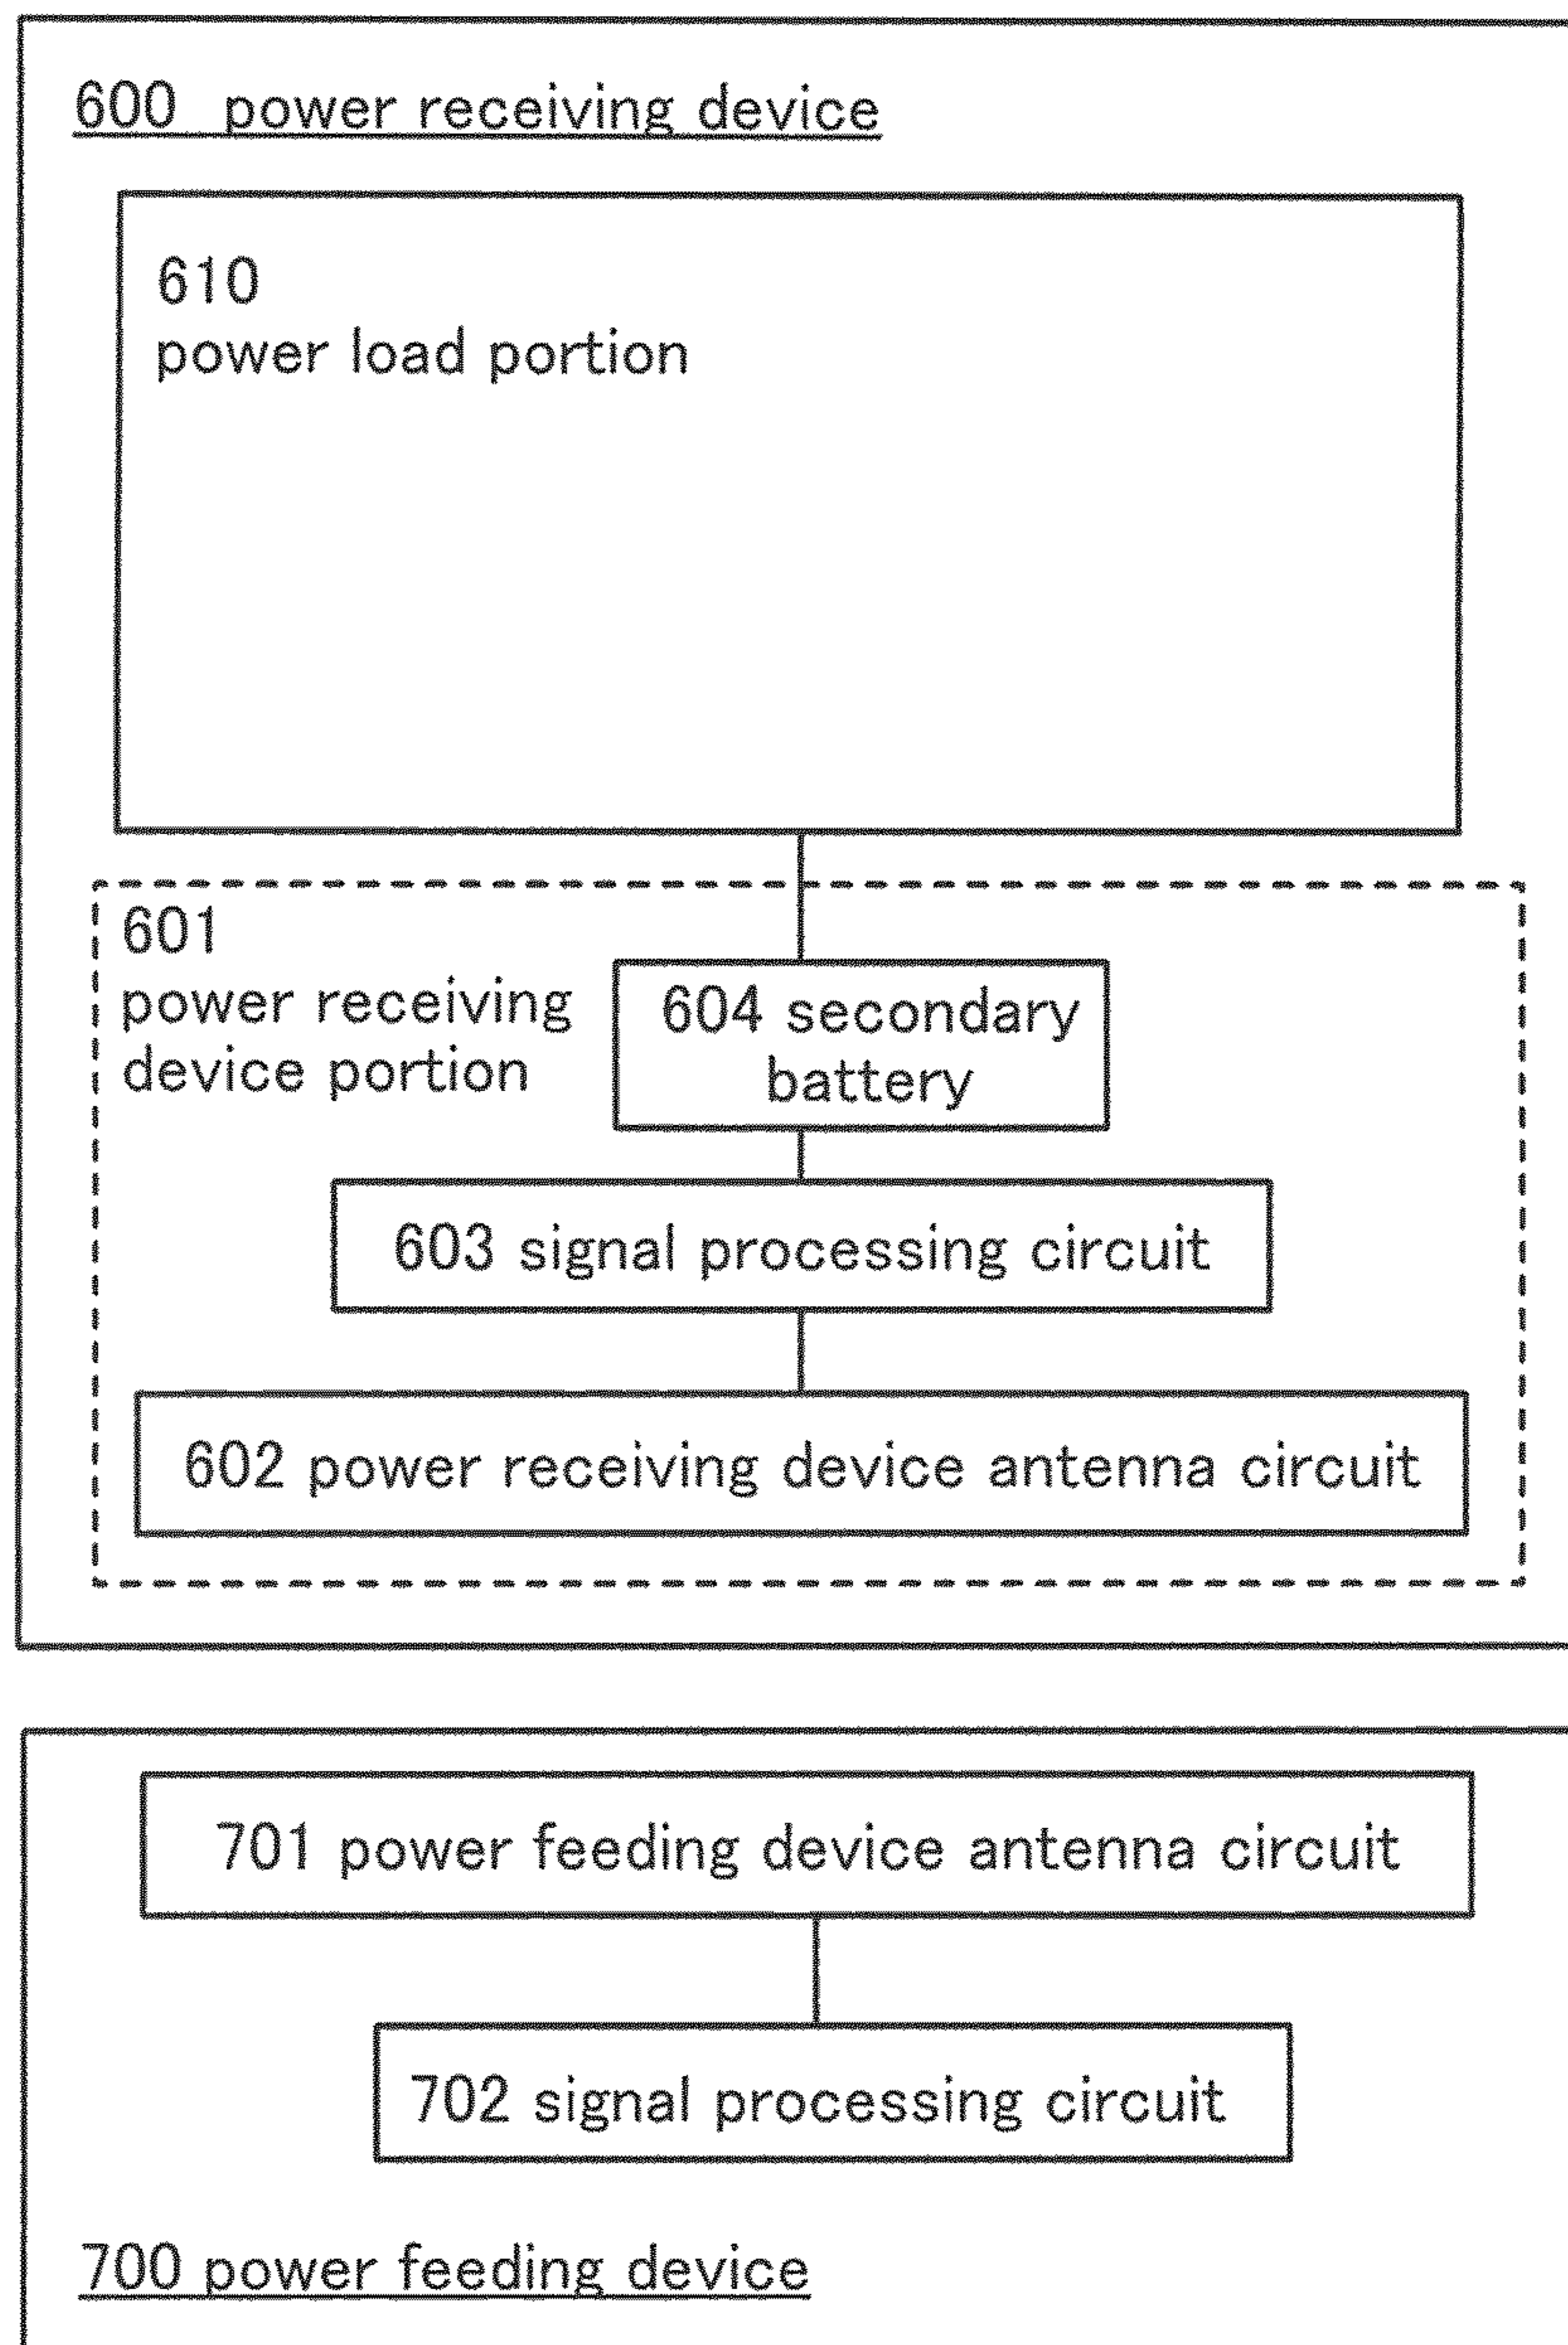 600 power receiving device
610
power load portion
601
power receiving
device portion
604 secondary
battery
603 signal processing circuit
602 power receiving device antenna circuit
701 power feeding device antenna circuit
702 signal processing circuit
700 power feeding device